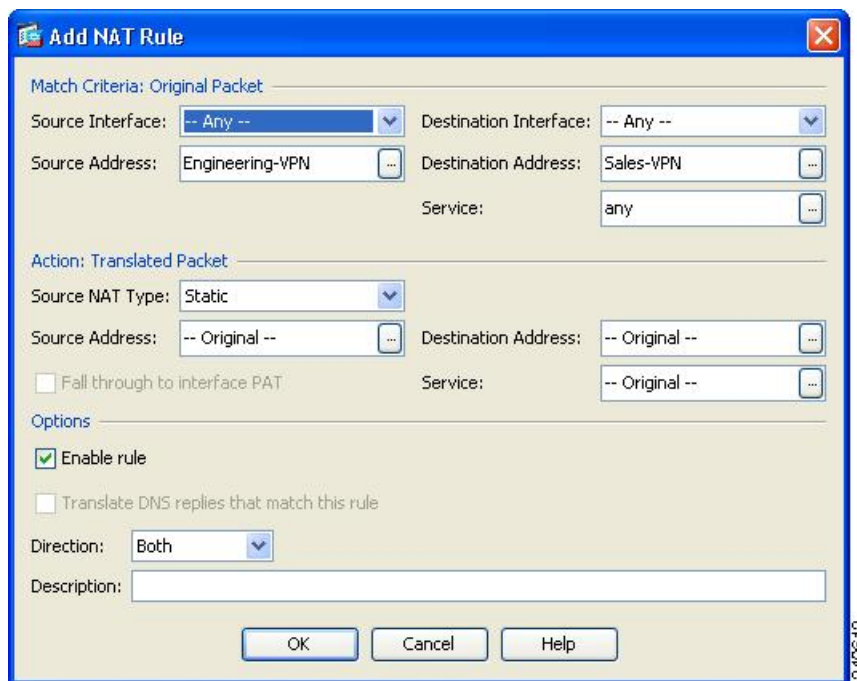 Add NAT Rule
Match Criteria: Original Packet
Source Interface: -- Any -- Destination Interface: -- Any --
Source Address: Engineering-VPN ... Destination Address: Sales-VPN ...
Service: any ...
Action: Translated Packet
Source NAT Type: Static
Source Address: -- Original -- ... Destination Address: -- Original -- ...
Fall through to interface PAT Service: -- Original -- ...
Options
Enable rule
Translate DNS replies that match this rule
Direction: Both
Description:
OK Cancel Help